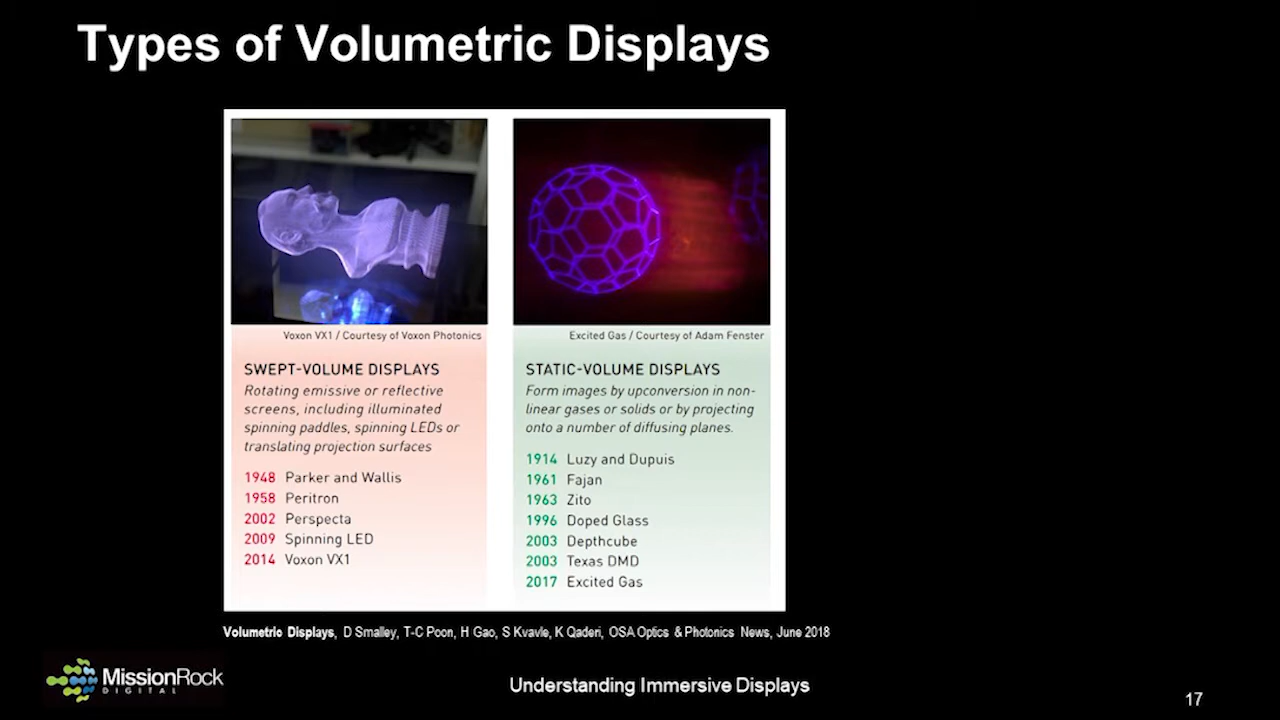 Types of Volumetric Displays
Voxon VX1 / Courtesy of Voxon Photonics
SWEPT-VOLUME DISPLAYS
Rotating emissive or reflective
screens, including illuminated
spinning paddles, spinning LEDs or
translating projection surfaces
1948 Parker and Wallis
1958 Peritron
2002 Perspecta
2009 Spinning LED
2014 Voxon VX1
Excited Gas / Courtesy of Adam Fenster
STATIC-VOLUME DISPLAYS
Form images by upconversion in non-
linear gases or solids or by projecting
onto a number of diffusing planes.
1914 Luzy and Dupuis
1961 Fajan
1963 Zito
1996 Doped Glass
2003 Depthcube
2003 Texas DMD
2017 Excited Gas
Volumetric Displays, D Smalley, T-C Poon, H Gao, S Kvavle, K Qaderi, OSA Optics & Photonics News, June 2018
MissionRock
DIGITAL
Understanding Immersive Displays
17